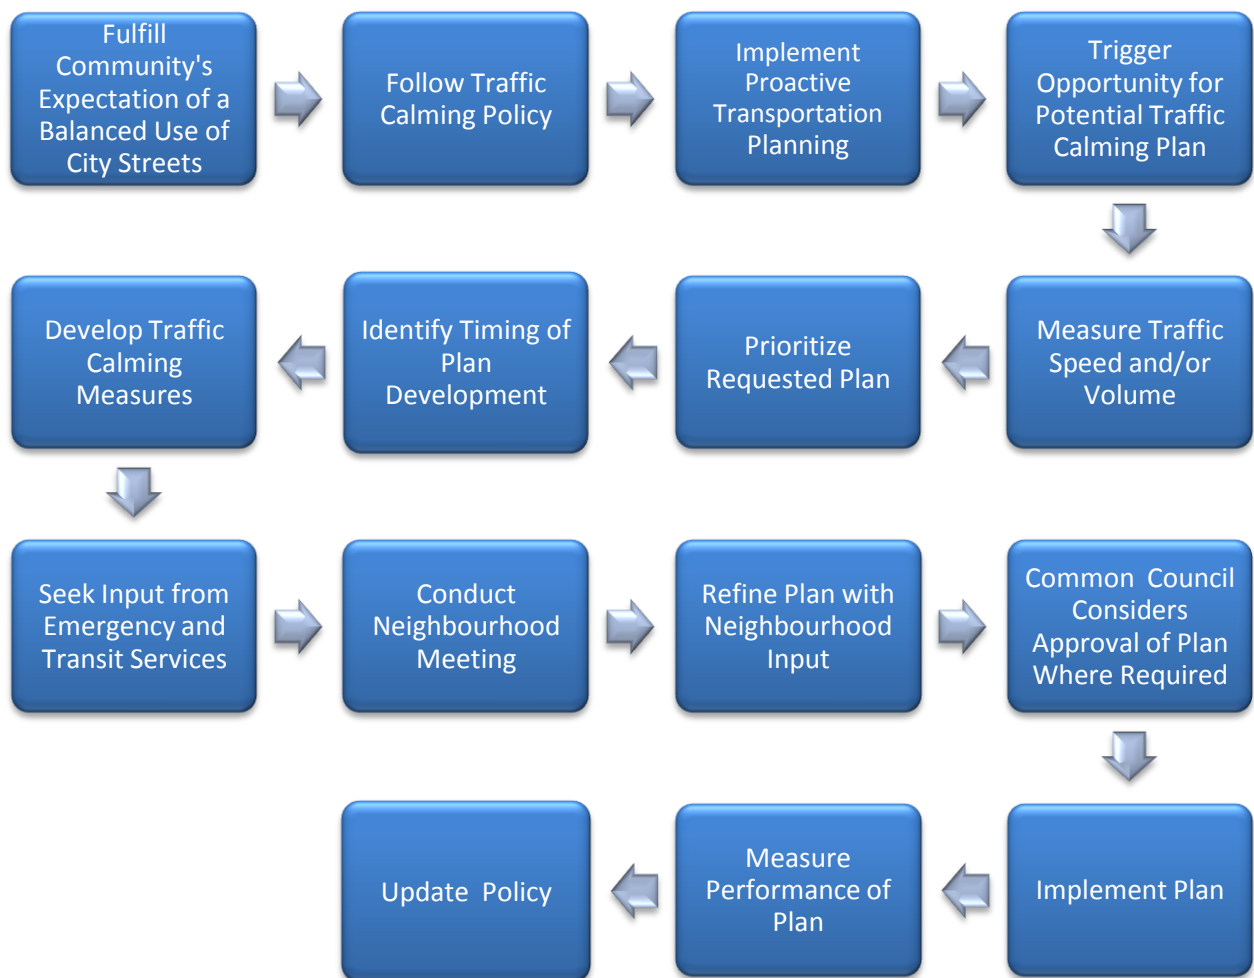 Fulfill
Community's
Expectation of a
Balanced Use of
City Streets
Follow Traffic
Calming Policy
Implement
Proactive
Transportation
Planning
Trigger
Opportunity for
Potential Traffic
Calming Plan
Measure Traffic
Speed and/or
Volume
Prioritize
Requested Plan
Identify Timing of
Plan
Development
Develop Traffic
Calming
Measures
Seek Input from
Emergency and
Transit Services
Conduct
Neighbourhood
Meeting
Refine Plan with
Neighbourhood
Input
Common Council
Considers
Approval of Plan
Where Required
Implement Plan
Measure
Performance of
Plan
Update Policy